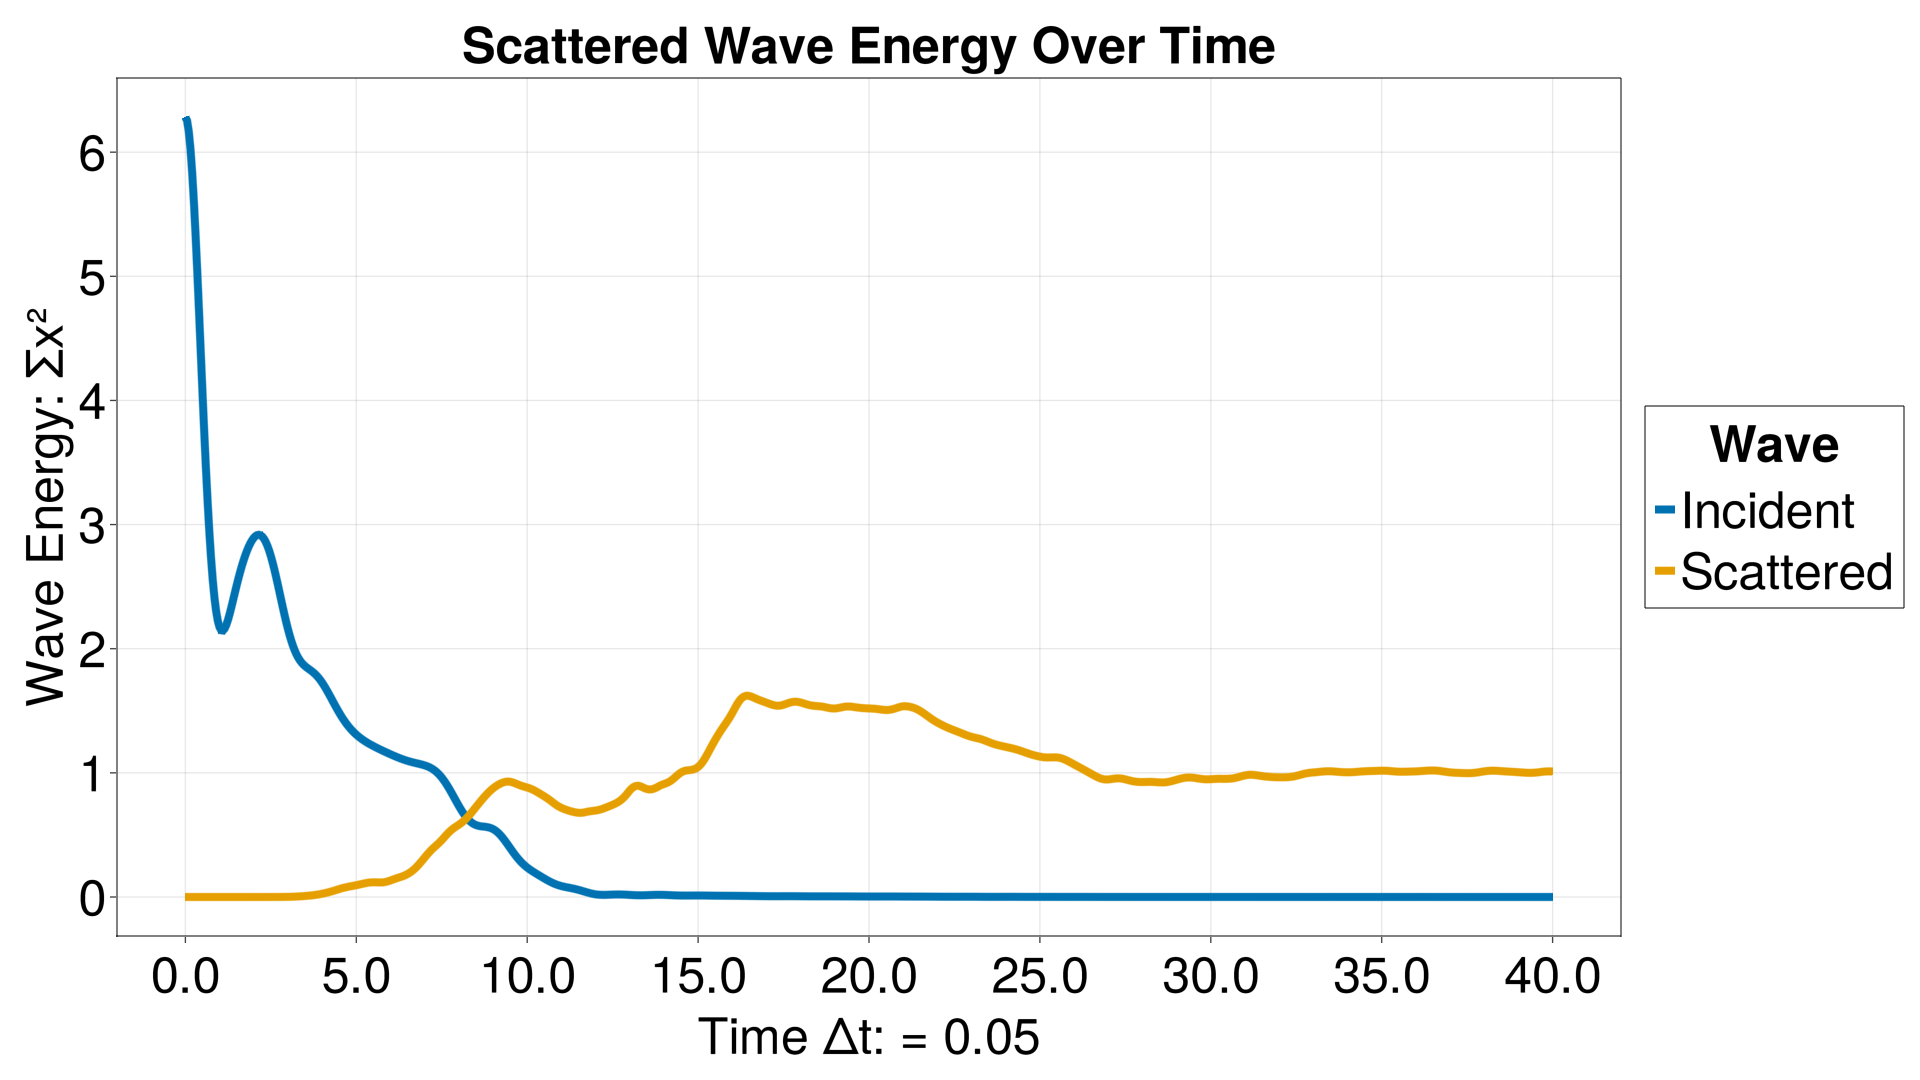 Scattered Wave Energy Over Time
Wave Energy: Σx²
6
5
4
3
2
1
0
0.0 5.0 10.0 15.0 20.0 25.0 30.0 35.0 40.0
Time Δt: = 0.05
Wave
Incident
Scattered